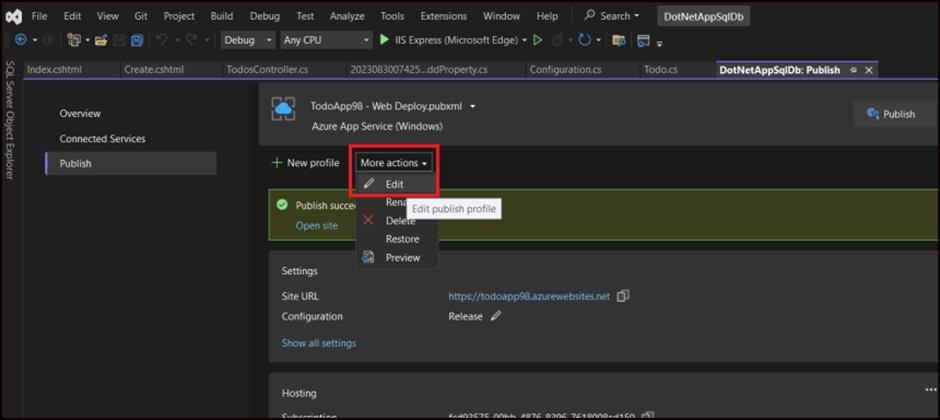 File Edit View Git Project Build Debug Test Analyze Tools Extensions Window Help Search DotNetAppSqlDb
Debug Any CPU IIS Express (Microsoft Edge)
SQL Server Object Explorer
Index.cshtml Create.cshtml TodosController.cs 2023083007425...ddProperty.cs Configuration.cs Todo.cs DotNetAppSqlDb: Publish
Overview
Connected Services
Publish
TodoApp98 - Web Deploy.pubxml
Azure App Service (Windows)
Publish
New profile More actions
Edit
Publish succe Rena
Edit publish profile
Open site Delete
Restore
Preview
Settings
Site URL https://todoapp98.azurewebsites.net
Configuration Release
Show all settings
Hosting